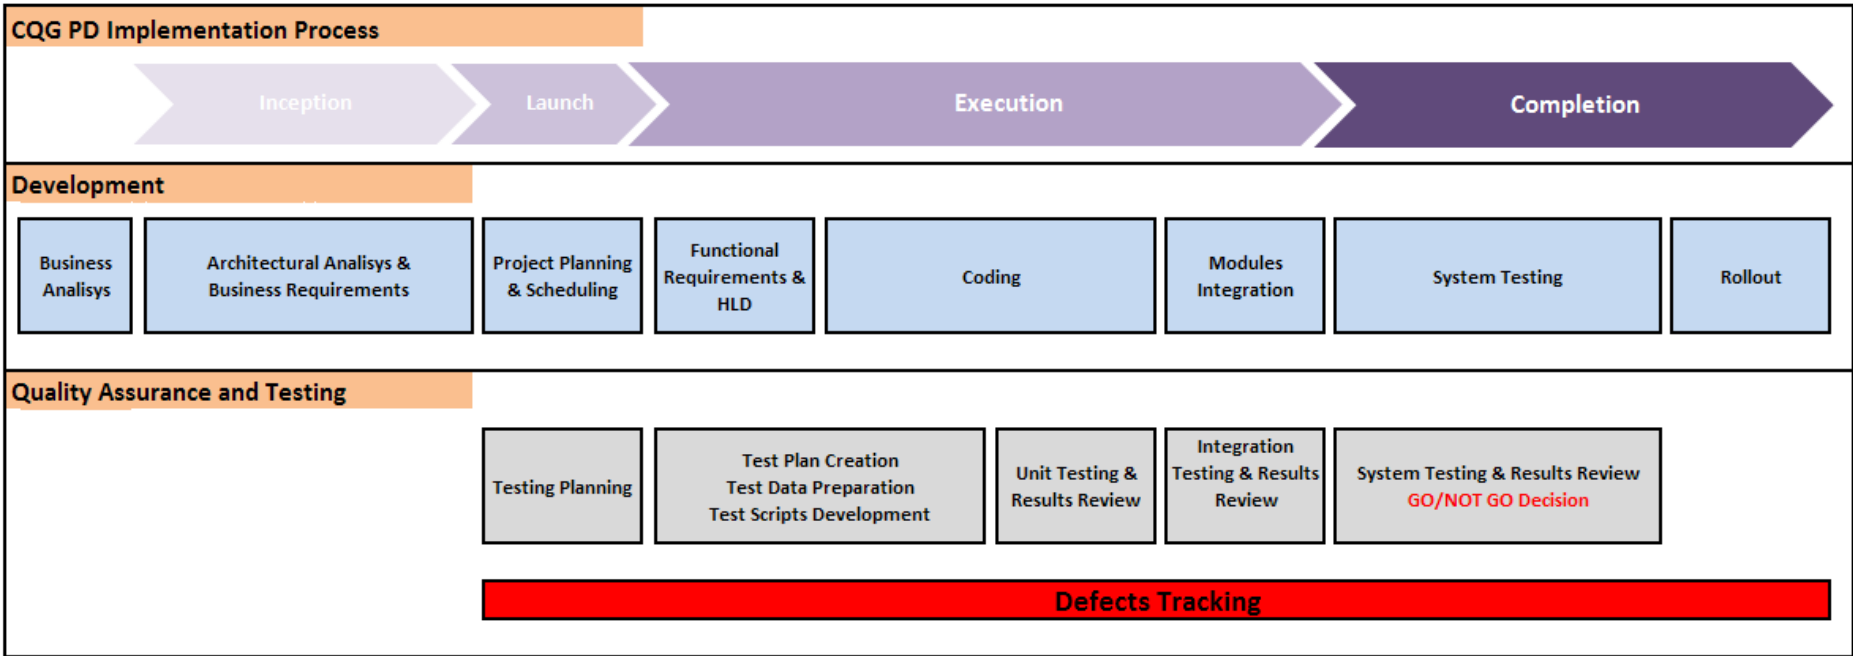 CQG PD Implementation Process
Inception
Launch
Execution
Completion
Development
Business
Analisys
Architectural Analisys &
Business Requirements
Project Planning
& Scheduling
Functional
Requirements &
HLD
Coding
Modules
Integration
System Testing
Rollout
Quality Assurance and Testing
Testing Planning
Test Plan Creation
Test Data Preparation
Test Scripts Development
Unit Testing &
Results Review
Integration
Testing & Results
Review
System Testing & Results Review
GO/NOT GO Decision
Defects Tracking